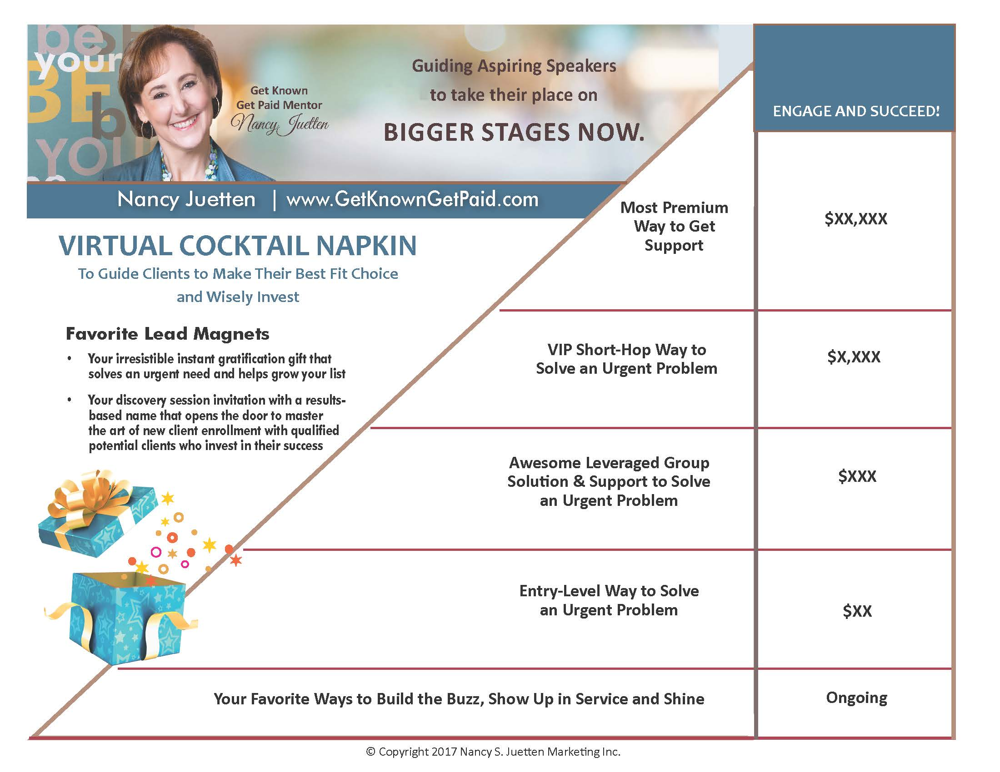 be
your
BE
b
YOU
Get Known
Get Paid Mentor
Nancy Juetten
Guiding Aspiring Speakers
to take their place on
BIGGER STAGES NOW.
ENGAGE AND SUCCEED!
Nancy Juetten | www.GetKnownGetPaid.com
VIRTUAL COCKTAIL NAPKIN
To Guide Clients to Make Their Best Fit Choice
and Wisely Invest
Favorite Lead Magnets
• Your irresistible instant gratification gift that
solves an urgent need and helps grow your list
• Your discovery session invitation with a results-
based name that opens the door to master
the art of new client enrollment with qualified
potential clients who invest in their success
Most Premium
Way to Get
Support
$XX,XXX
VIP Short-Hop Way to
Solve an Urgent Problem
$X,XXX
Awesome Leveraged Group
Solution & Support to Solve
an Urgent Problem
$XXX
Entry-Level Way to Solve
an Urgent Problem
$XX
Your Favorite Ways to Build the Buzz, Show Up in Service and Shine
Ongoing
© Copyright 2017 Nancy S. Juetten Marketing Inc.